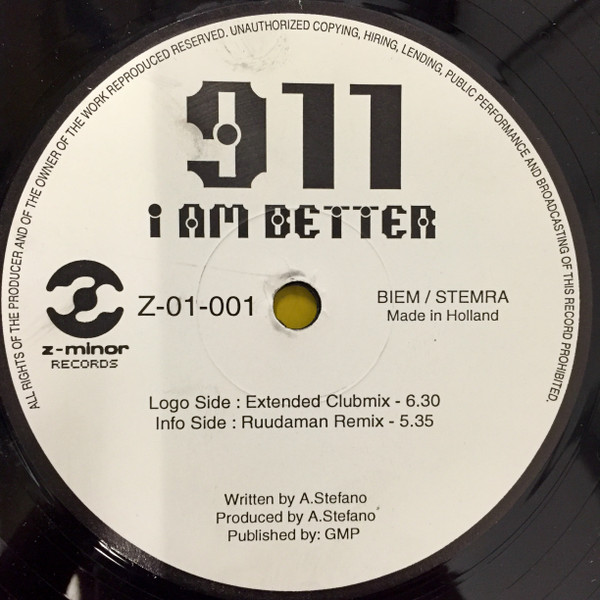 ALL RIGHTS OF THE PRODUCER AND OF THE OWNER OF THE WORK REPRODUCED RESERVED. UNAUTHORIZED COPYING, HIRING, LENDING, PUBLIC PERFORMANCE AND BROADCASTING OF THIS RECORD PROHIBITED.
911
i AM BETTER
Z-01-001
BIEM / STEMRA
Made in Holland
z-minor
RECORDS
Logo Side : Extended Clubmix - 6.30
Info Side : Ruudaman Remix - 5.35
Written by A.Stefano
Produced by A.Stefano
Published by: GMP